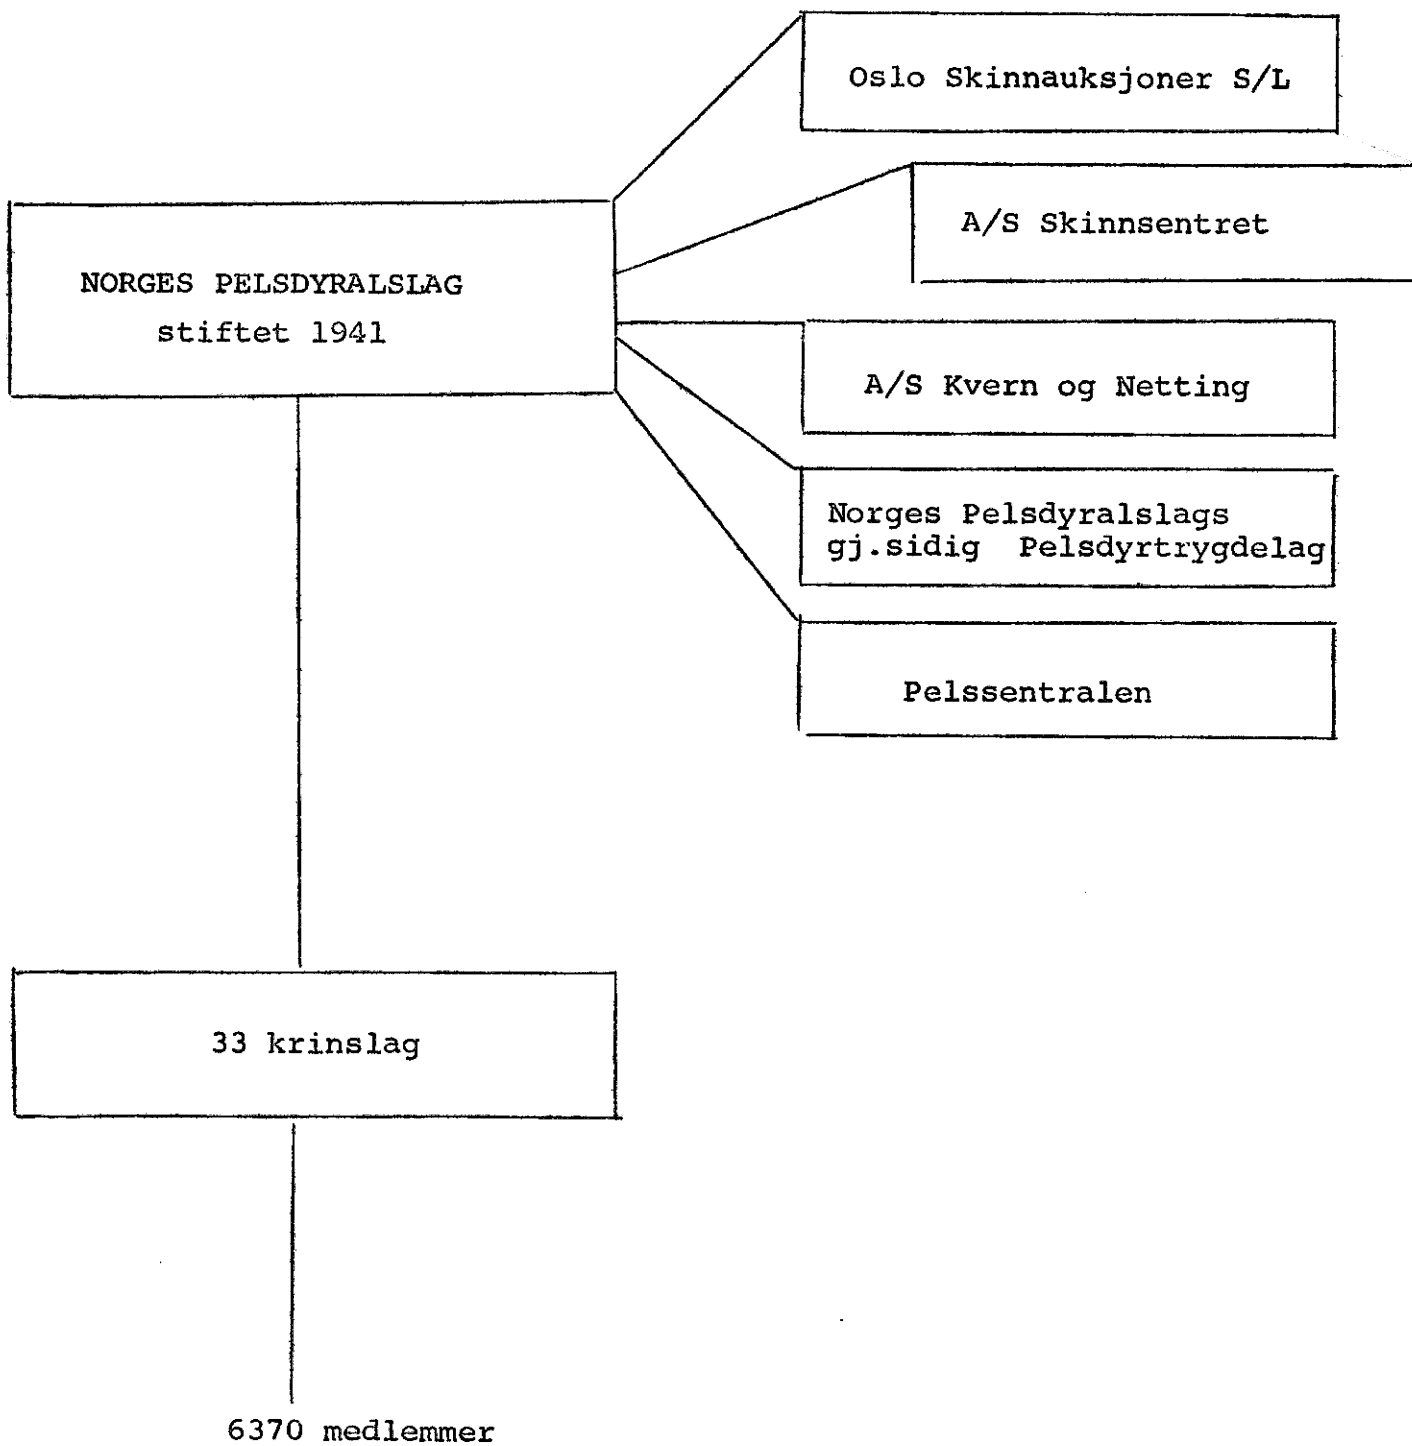 Oslo Skinnauksjoner S/L
A/S Skinnsentret
NORGES PELSDYRALSLAG
stiftet 1941
A/S Kvern og Netting
Norges Pelsdyralslags
gj.sidig Pelsdyrtrygdelag
Pelssentralen
33 krinslag
6370 medlemmer